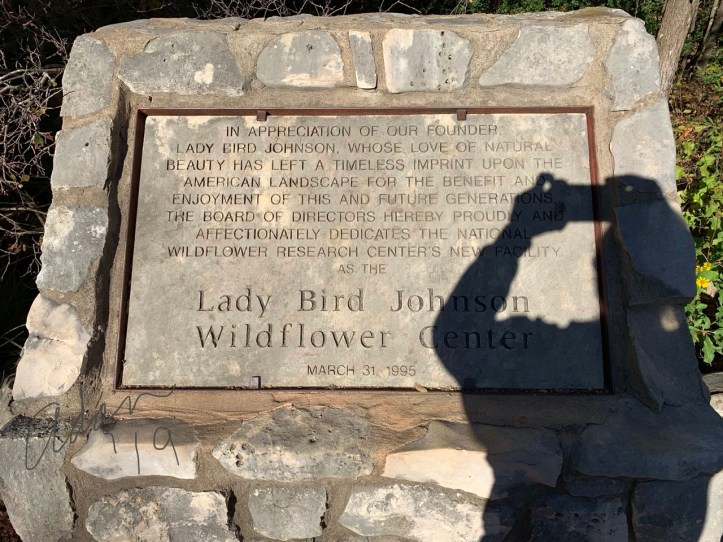 IN APPRECIATION OF OUR FOUNDER,
LADY BIRD JOHNSON, WHOSE LOVE OF NATURAL
BEAUTY HAS LEFT A TIMELESS IMPRINT UPON THE
AMERICAN LANDSCAPE FOR THE BENEFIT AND
ENJOYMENT OF THIS AND FUTURE GENERATIONS,
THE BOARD OF DIRECTORS HEREBY PROUDLY AND
AFFECTIONATELY DEDICATES THE NATIONAL
WILDFLOWER RESEARCH CENTER'S NEW FACILITY
AS THE
Lady Bird Johnson
Wildflower Center
MARCH 31, 1995
Adam